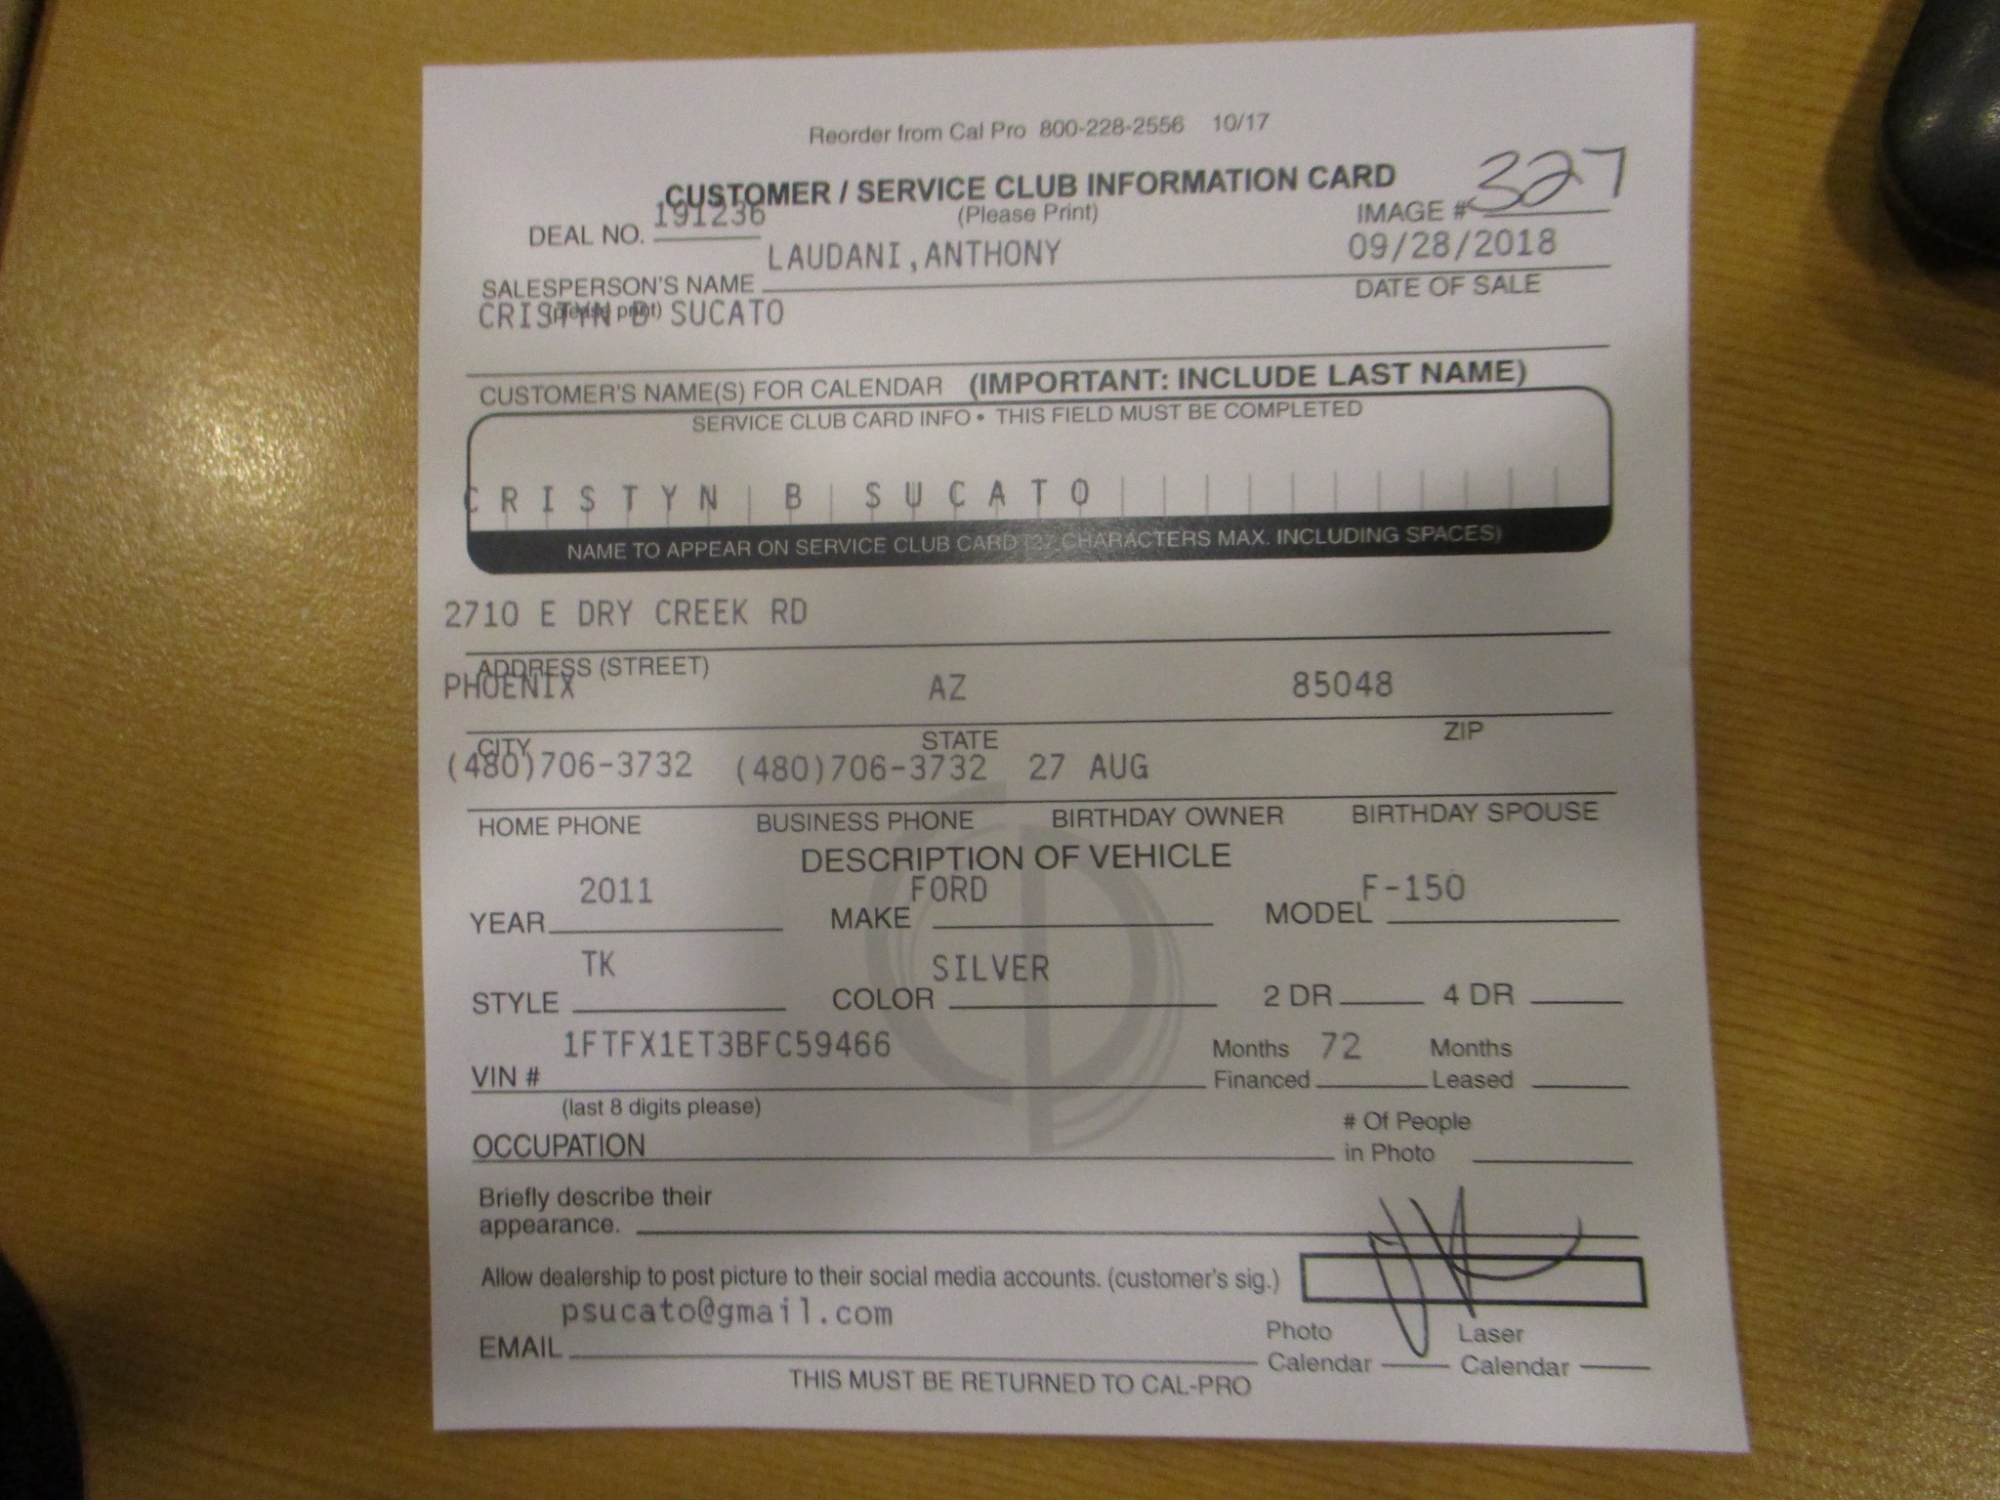 Reorder from Cal Pro 800-228-2556 10/17
CUSTOMER / SERVICE CLUB INFORMATION CARD
(Please Print)
DEAL NO. 191236
IMAGE # 327
LAUDANI,ANTHONY 09/28/2018
SALESPERSON'S NAME DATE OF SALE
(please print)
CRISTYN B SUCATO
CUSTOMER'S NAME(S) FOR CALENDAR (IMPORTANT: INCLUDE LAST NAME)
SERVICE CLUB CARD INFO • THIS FIELD MUST BE COMPLETED
CRISTYN B SUCATO
NAME TO APPEAR ON SERVICE CLUB CARD (27 CHARACTERS MAX. INCLUDING SPACES)
2710 E DRY CREEK RD
ADDRESS (STREET)
PHOENIX AZ 85048
CITY STATE ZIP
(480)706-3732 (480)706-3732 27 AUG
HOME PHONE BUSINESS PHONE BIRTHDAY OWNER BIRTHDAY SPOUSE
DESCRIPTION OF VEHICLE
YEAR 2011 MAKE FORD MODEL F-150
STYLE TK COLOR SILVER 2 DR 4 DR
VIN # 1FTFX1ET3BFC59466 Months Financed 72 Months Leased
(last 8 digits please)
OCCUPATION # Of People in Photo
Briefly describe their
appearance.
Allow dealership to post picture to their social media accounts. (customer's sig.)
EMAIL psucato@gmail.com
Photo Calendar Laser Calendar
THIS MUST BE RETURNED TO CAL-PRO